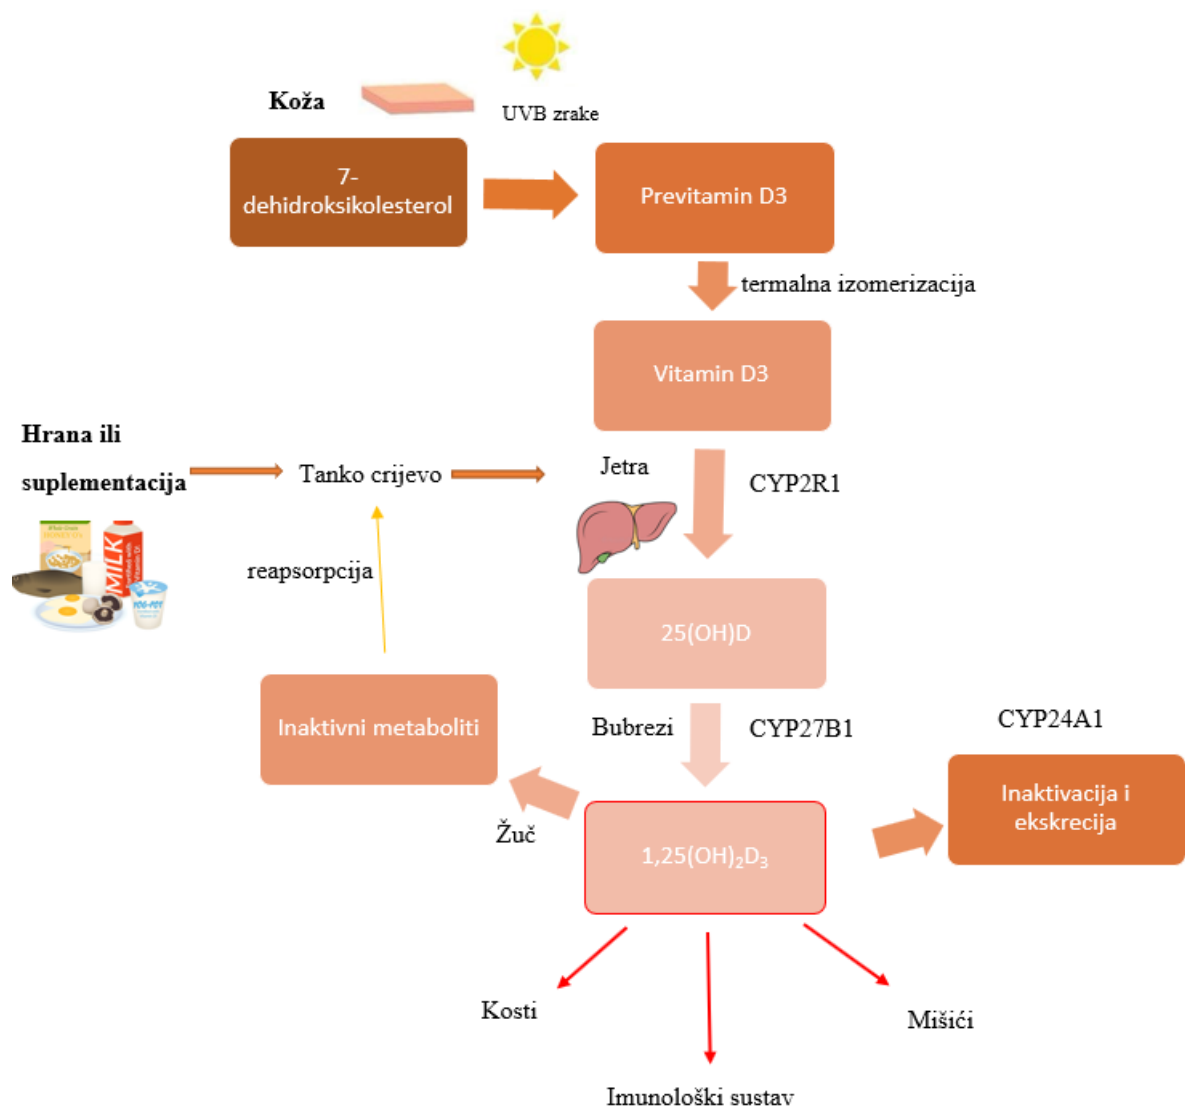 Koža
UVB zrake
7-
dehidroksikolesterol
Previtamin D3
termalna izomerizacija
Vitamin D3
Hrana ili
suplementacija
Tanko crijevo
Jetra
CYP2R1
MILK
reapsorpcija
25(OH)D
Inaktivni metaboliti
Bubrezi
CYP27B1
CYP24A1
Inaktivacija i
ekskrecija
Žuč
1,25(OH)₂D₃
Kosti
Mišići
Imunološki sustav